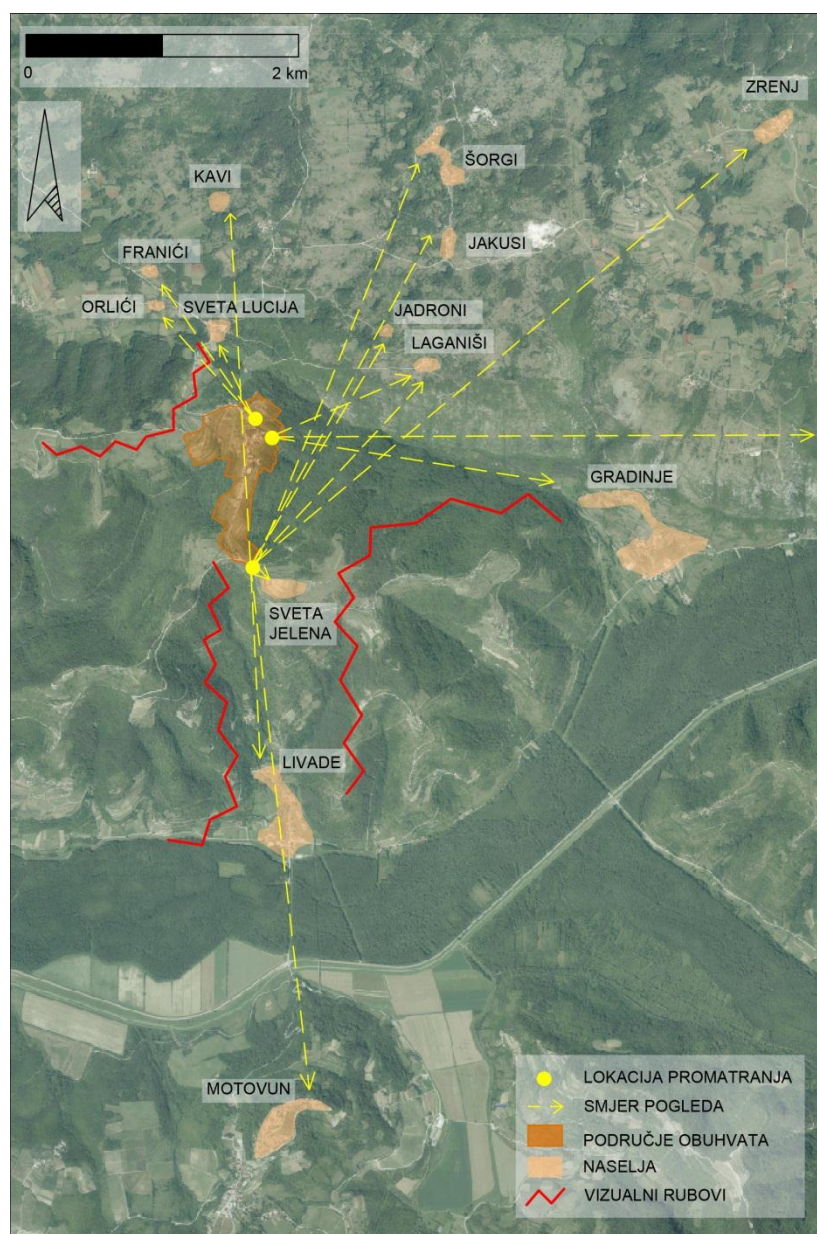 0
2 km
ZRENJ
ŠORGI
KAVI
JAKUSI
FRANIĆI
ORLIĆI
SVETA LUCIJA
JADRONI
LAGANIŠI
GRADINJE
SVETA
JELENA
LIVADE
MOTOVUN
LOKACIJA PROMATRANJA
SMJER POGLEDA
PODRUČJE OBUHVATA
NASELJA
VIZUALNI RUBOVI